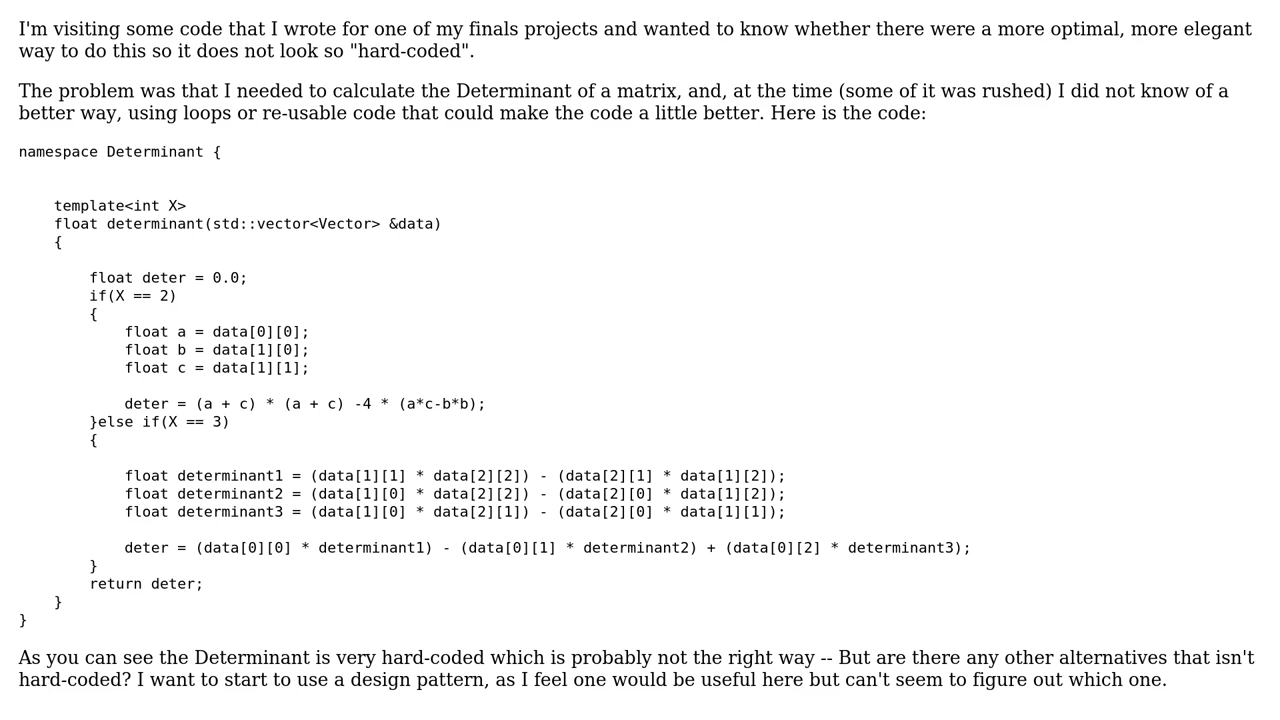 I'm visiting some code that I wrote for one of my finals projects and wanted to know whether there were a more optimal, more elegant
way to do this so it does not look so "hard-coded".
The problem was that I needed to calculate the Determinant of a matrix, and, at the time (some of it was rushed) I did not know of a
better way, using loops or re-usable code that could make the code a little better. Here is the code:
namespace Determinant {
    template<int X>
    float determinant(std::vector<Vector> &data)
    {
        float deter = 0.0;
        if(X == 2)
        {
            float a = data[0][0];
            float b = data[1][0];
            float c = data[1][1];
            deter = (a + c) * (a + c) -4 * (a*c-b*b);
        }else if(X == 3)
        {
            float determinant1 = (data[1][1] * data[2][2]) - (data[2][1] * data[1][2]);
            float determinant2 = (data[1][0] * data[2][2]) - (data[2][0] * data[1][2]);
            float determinant3 = (data[1][0] * data[2][1]) - (data[2][0] * data[1][1]);
            deter = (data[0][0] * determinant1) - (data[0][1] * determinant2) + (data[0][2] * determinant3);
        }
        return deter;
    }
}
As you can see the Determinant is very hard-coded which is probably not the right way -- But are there any other alternatives that isn't
hard-coded? I want to start to use a design pattern, as I feel one would be useful here but can't seem to figure out which one.